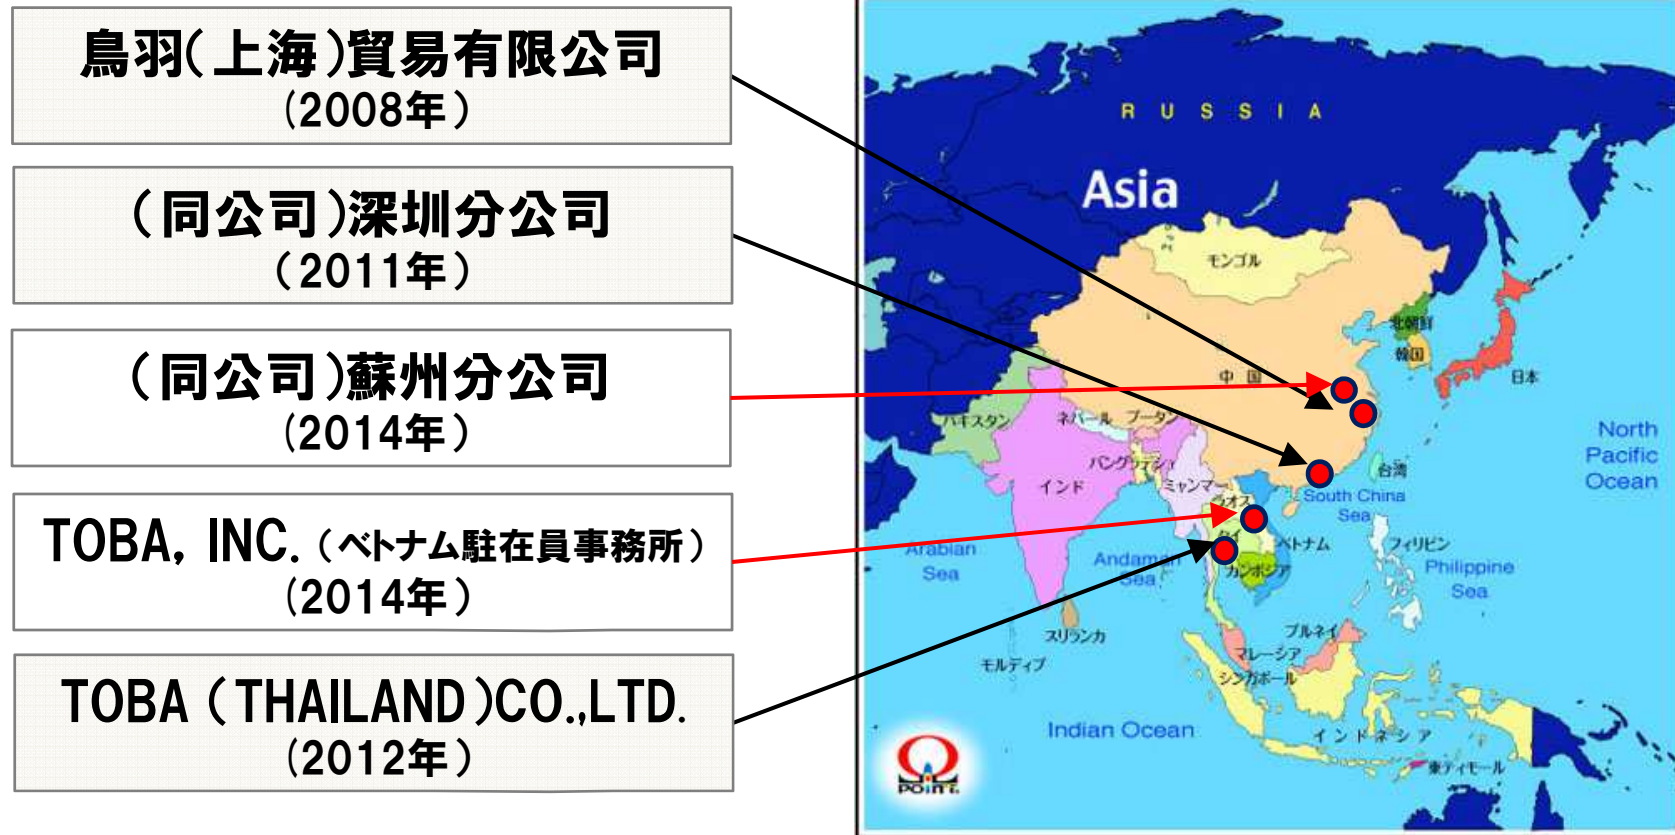 鳥羽(上海)貿易有限公司
(2008年)
(同公司)深圳分公司
(2011年)
(同公司)蘇州分公司
(2014年)
TOBA, INC.(ベトナム駐在員事務所)
(2014年)
TOBA(THAILAND)CO.,LTD.
(2012年)
RUSSIA
Asia
モンゴル
北朝鮮
韓国
中国
日本
パキスタン
ネパール
ブータン
バングラデシュ
インド
ミャンマー
台湾
North
Pacific
Ocean
South China
Sea
ラオス
タイ
ベトナム
カンボジア
フィリピン
Arabian
Sea
Andaman
Sea
Philippine
Sea
スリランカ
モルディブ
ブルネイ
マレーシア
シンガポール
Indian Ocean
インドネシア
東ティモール
POINT.